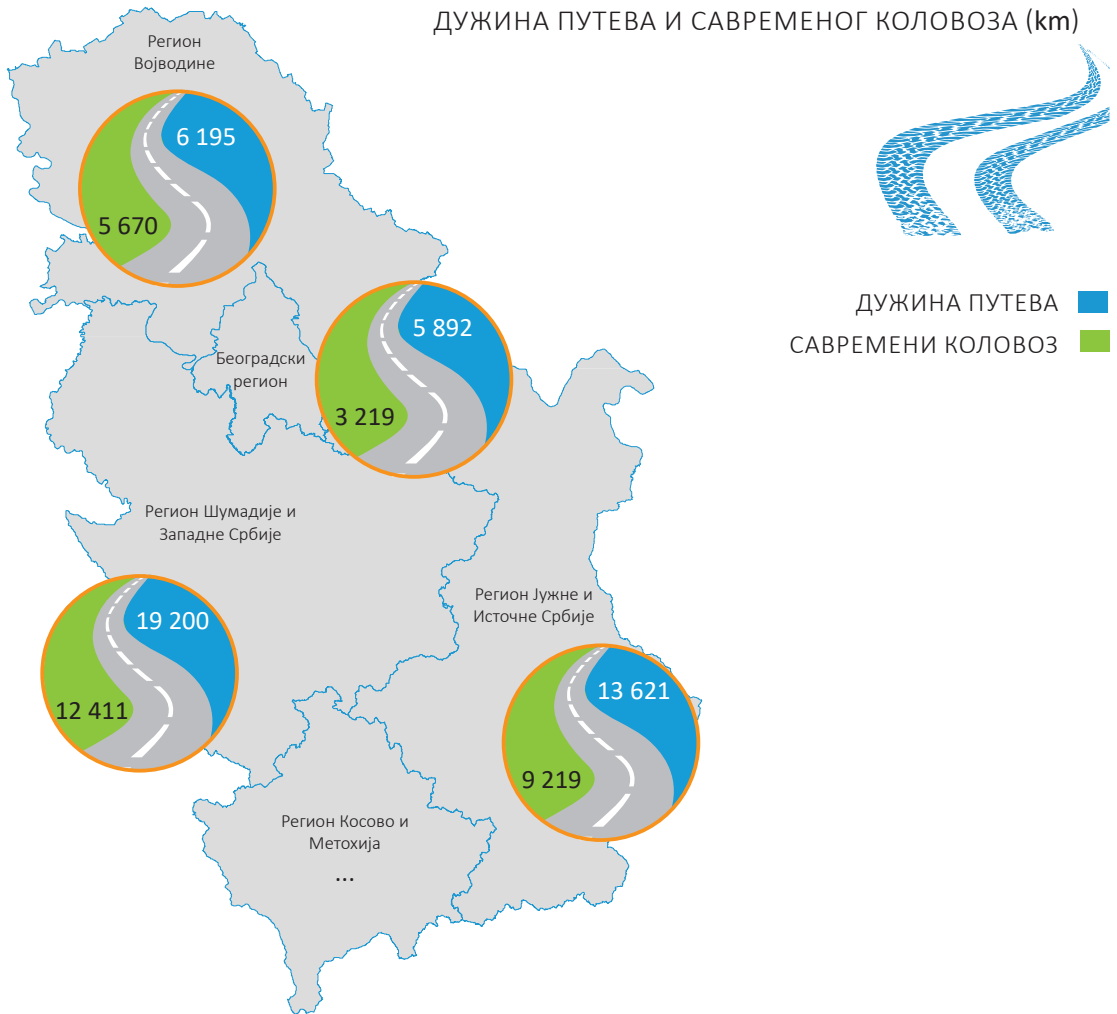 ДУЖИНА ПУТЕВА И САВРЕМЕНОГ КОЛОВОЗА (km)
Регион
Војводине
6 195
5 670
ДУЖИНА ПУТЕВА
САВРЕМЕНИ КОЛОВОЗ
5 892
Београдски
регион
3 219
Регион Шумадије и
Западне Србије
19 200
12 411
Регион Јужне и
Источне Србије
13 621
9 219
Регион Косово и
Метохија
...